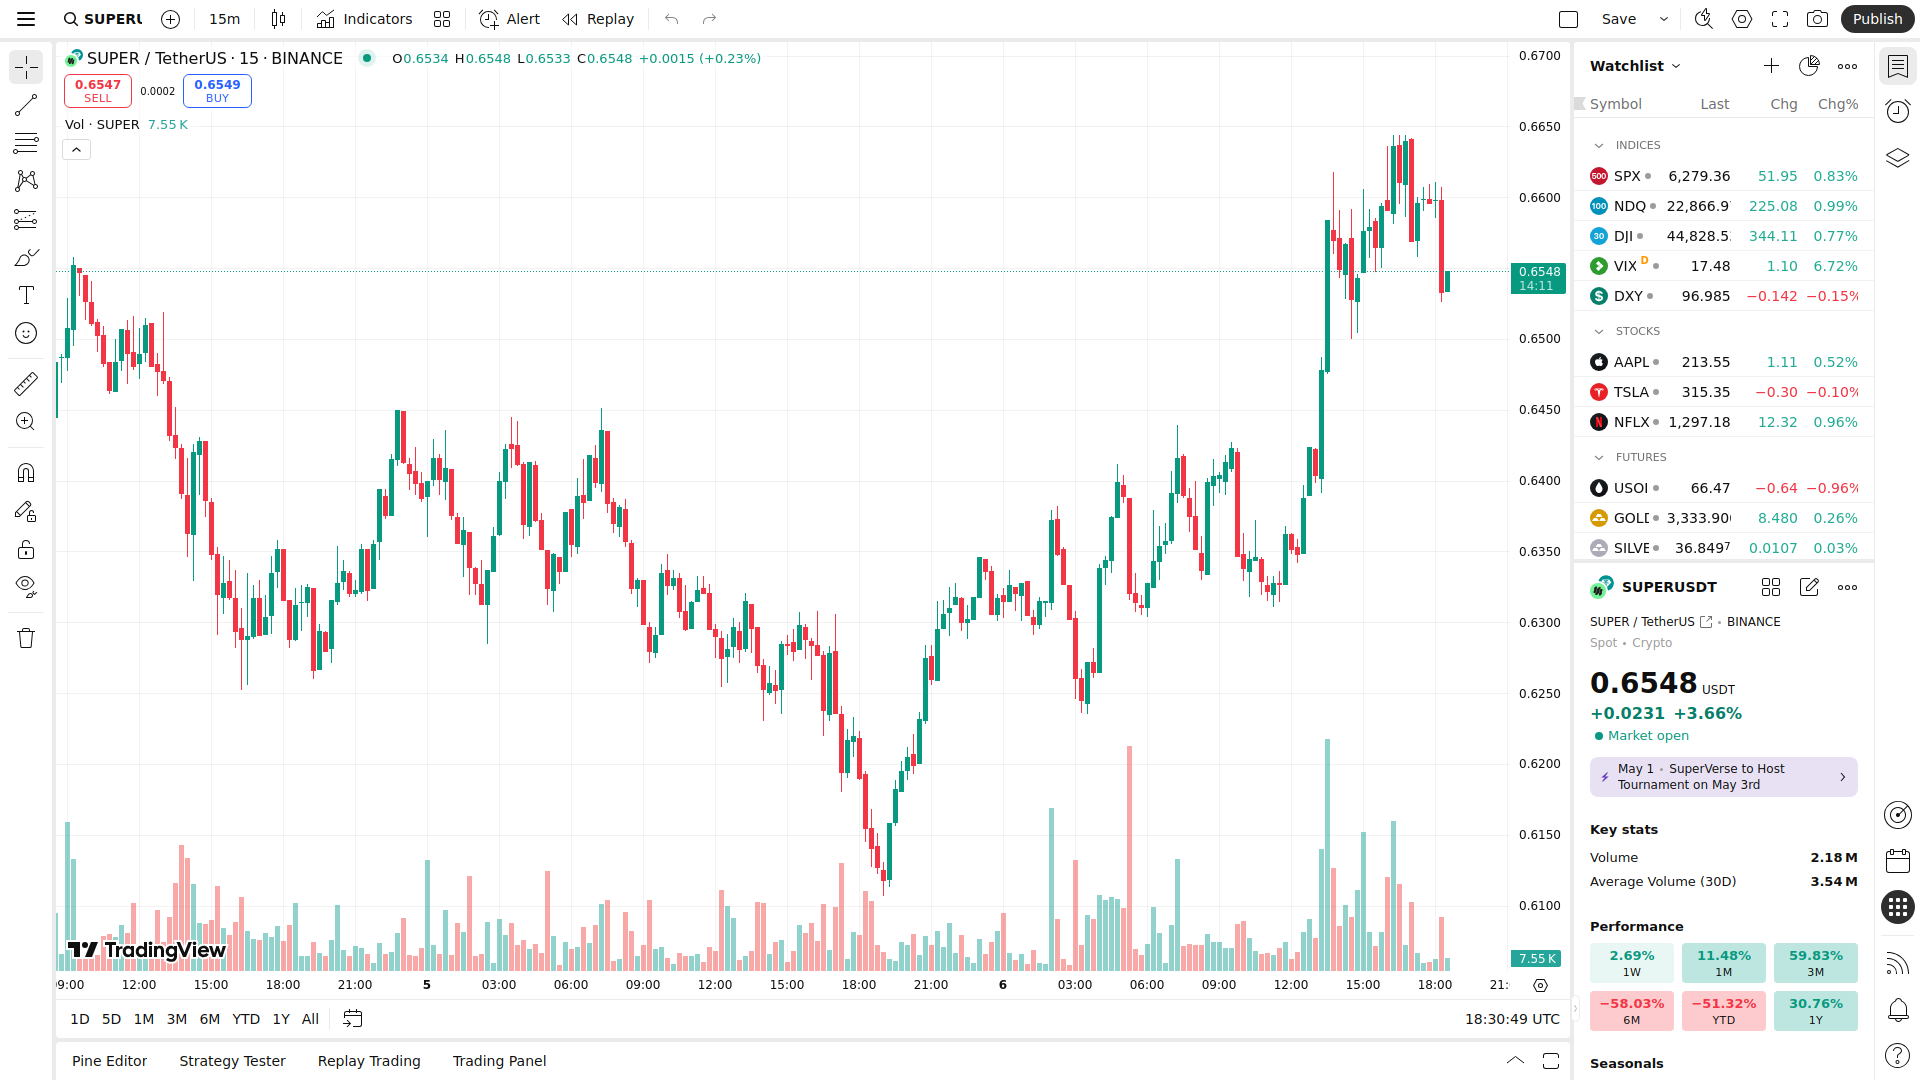 SUPERU
15m
Indicators
Alert
Replay
Save
Publish
SUPER / TetherUS · 15 · BINANCE
O0.6534 H0.6548 L0.6533 C0.6548 +0.0015 (+0.23%)
0.6547
SELL
0.0002
0.6549
BUY
Vol · SUPER 7.55 K
0.6700
0.6650
0.6600
0.6548
14:11
0.6500
0.6450
0.6400
0.6350
0.6300
0.6250
0.6200
0.6150
0.6100
7.55 K
TradingView
09:00 12:00 15:00 18:00 21:00 5 03:00 06:00 09:00 12:00 15:00 18:00 21:00 6 03:00 06:00 09:00 12:00 15:00 18:00 21:
1D 5D 1M 3M 6M YTD 1Y All
18:30:49 UTC
Pine Editor Strategy Tester Replay Trading Trading Panel
Watchlist
Symbol Last Chg Chg%
INDICES
500 SPX 6,279.36 51.95 0.83%
100 NDQ 22,866.9 225.08 0.99%
30 DJI 44,828.5 344.11 0.77%
VIX D 17.48 1.10 6.72%
DXY 96.985 −0.142 −0.15%
STOCKS
AAPL 213.55 1.11 0.52%
TSLA 315.35 −0.30 −0.10%
NFLX 1,297.18 12.32 0.96%
FUTURES
USOI 66.47 −0.64 −0.96%
GOLD 3,333.90 8.480 0.26%
SILVE 36.849⁷ 0.0107 0.03%
SUPERUSDT
SUPER / TetherUS • BINANCE
Spot • Crypto
0.6548 USDT
+0.0231 +3.66%
Market open
May 1 • SuperVerse to Host
Tournament on May 3rd
Key stats
Volume 2.18 M
Average Volume (30D) 3.54 M
Performance
2.69% 11.48% 59.83%
1W 1M 3M
−58.03% −51.32% 30.76%
6M YTD 1Y
Seasonals